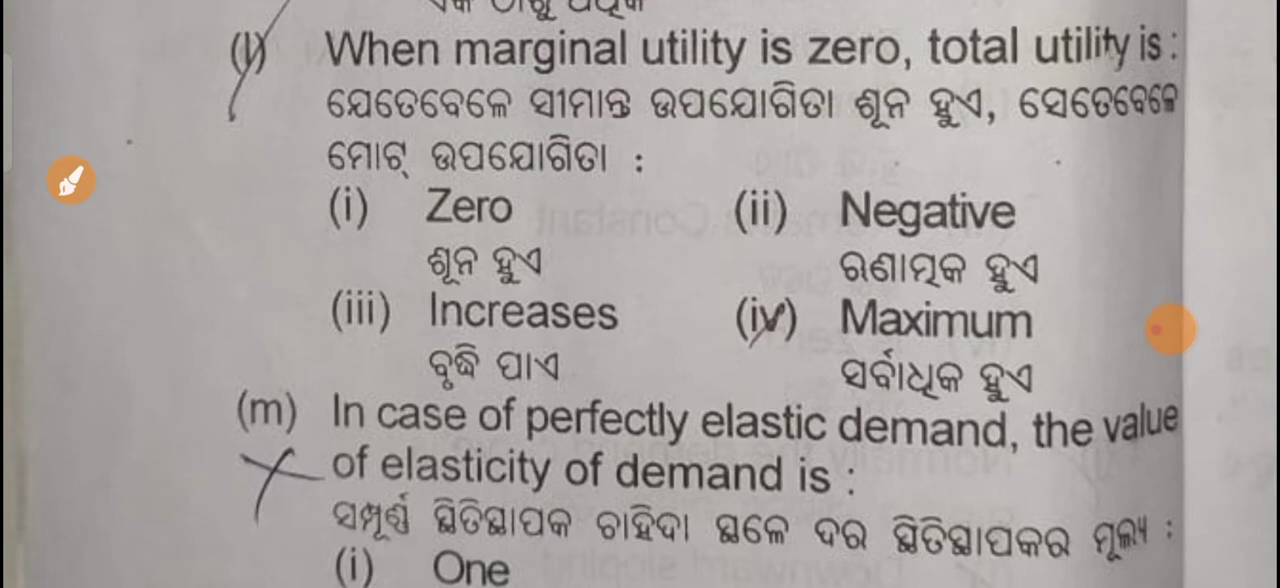 (l) When marginal utility is zero, total utility is :
ଯେତେବେଳେ ସୀମାନ୍ତ ଉପଯୋଗିତା ଶୂନ ହୁଏ, ସେତେବେଳେ
ମୋଟ୍ ଉପଯୋଗିତା :
(i) Zero (ii) Negative
ଶୂନ ହୁଏ ଋଣାତ୍ମକ ହୁଏ
(iii) Increases (iv) Maximum
ବୃଦ୍ଧି ପାଏ ସର୍ବାଧିକ ହୁଏ
(m) In case of perfectly elastic demand, the value
of elasticity of demand is :
ସମ୍ପୂର୍ଣ୍ଣ ସ୍ଥିତିସ୍ଥାପକ ଚାହିଦା ସ୍ଥଳେ ଦର ସ୍ଥିତିସ୍ଥାପକର ମୂଲ୍ୟ :
(i) One